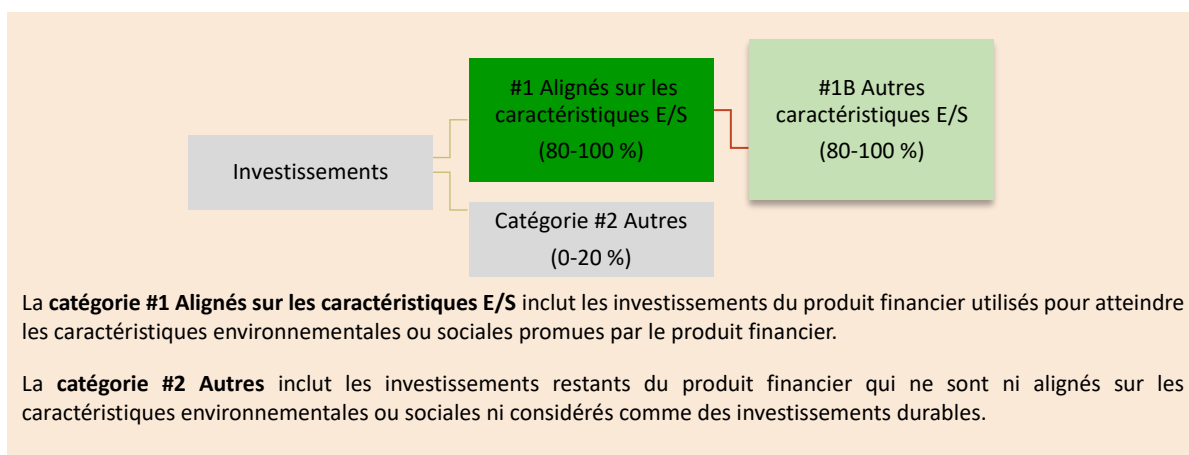 #1 Alignés sur les
caractéristiques E/S
(80-100 %)
#1B Autres
caractéristiques E/S
(80-100 %)
Investissements
Catégorie #2 Autres
(0-20 %)
La catégorie #1 Alignés sur les caractéristiques E/S inclut les investissements du produit financier utilisés pour atteindre
les caractéristiques environnementales ou sociales promues par le produit financier.
La catégorie #2 Autres inclut les investissements restants du produit financier qui ne sont ni alignés sur les
caractéristiques environnementales ou sociales ni considérés comme des investissements durables.